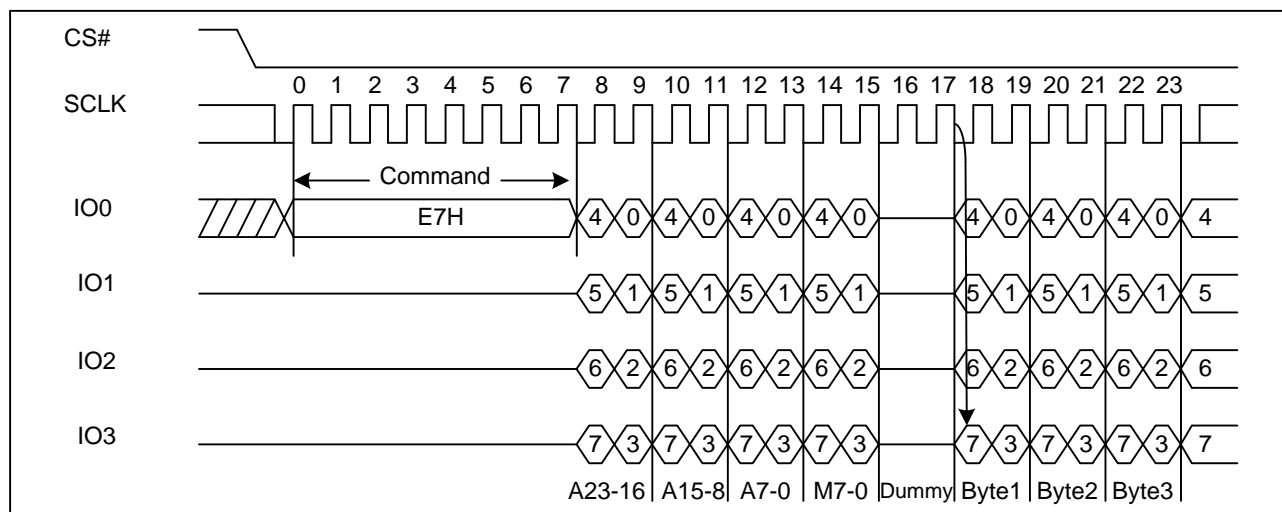 CS#
0 1 2 3 4 5 6 7 8 9 10 11 12 13 14 15 16 17 18 19 20 21 22 23
SCLK
Command
IO0 E7H 4 0 4 0 4 0 4 0 4 0 4 0 4 0 4
IO1 5 1 5 1 5 1 5 1 5 1 5 1 5 1 5
IO2 6 2 6 2 6 2 6 2 6 2 6 2 6 2 6
IO3 7 3 7 3 7 3 7 3 7 3 7 3 7 3 7
A23-16 A15-8 A7-0 M7-0 Dummy Byte1 Byte2 Byte3